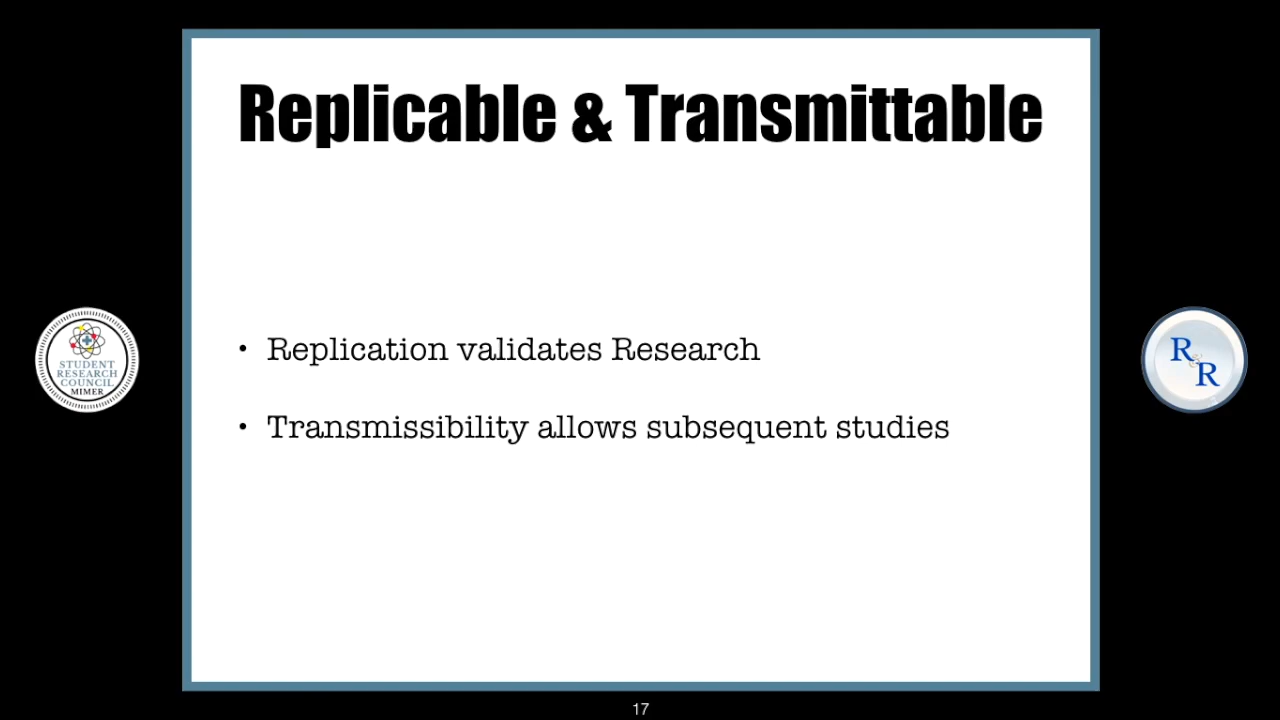 Replicable & Transmittable
• Replication validates Research
• Transmissibility allows subsequent studies
STUDENT
RESEARCH
COUNCIL
MIMER
R
&
R
17